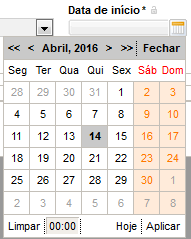 Data de início*
<< < Abril, 2016 > >> Fechar
Seg Ter Qua Qui Sex Sáb Dom
28 29 30 31 1 2 3
4 5 6 7 8 9 10
11 12 13 14 15 16 17
18 19 20 21 22 23 24
25 26 27 28 29 30 1
2 3 4 5 6 7 8
Limpar 00:00 Hoje Aplicar